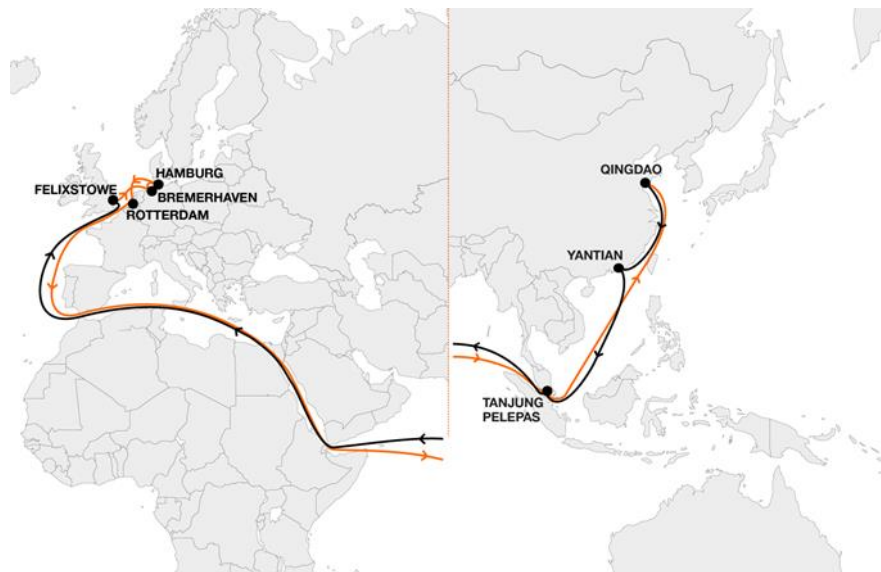 HAMBURG
FELIXSTOWE
BREMERHAVEN
ROTTERDAM
QINGDAO
YANTIAN
TANJUNG
PELEPAS